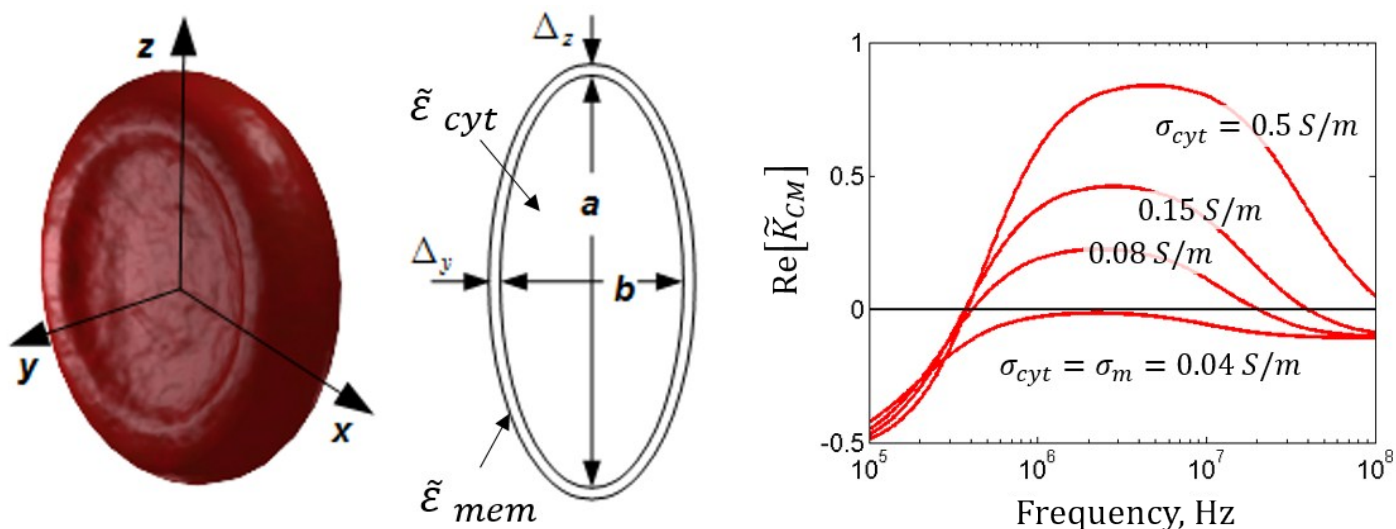 z
y
x
Δz
ε̃ cyt
a
Δy
b
ε̃ mem
1
0.5
0
-0.5
Re[K̃CM]
σcyt = 0.5 S/m
0.15 S/m
0.08 S/m
σcyt = σm = 0.04 S/m
10^5
10^6
10^7
10^8
Frequency, Hz